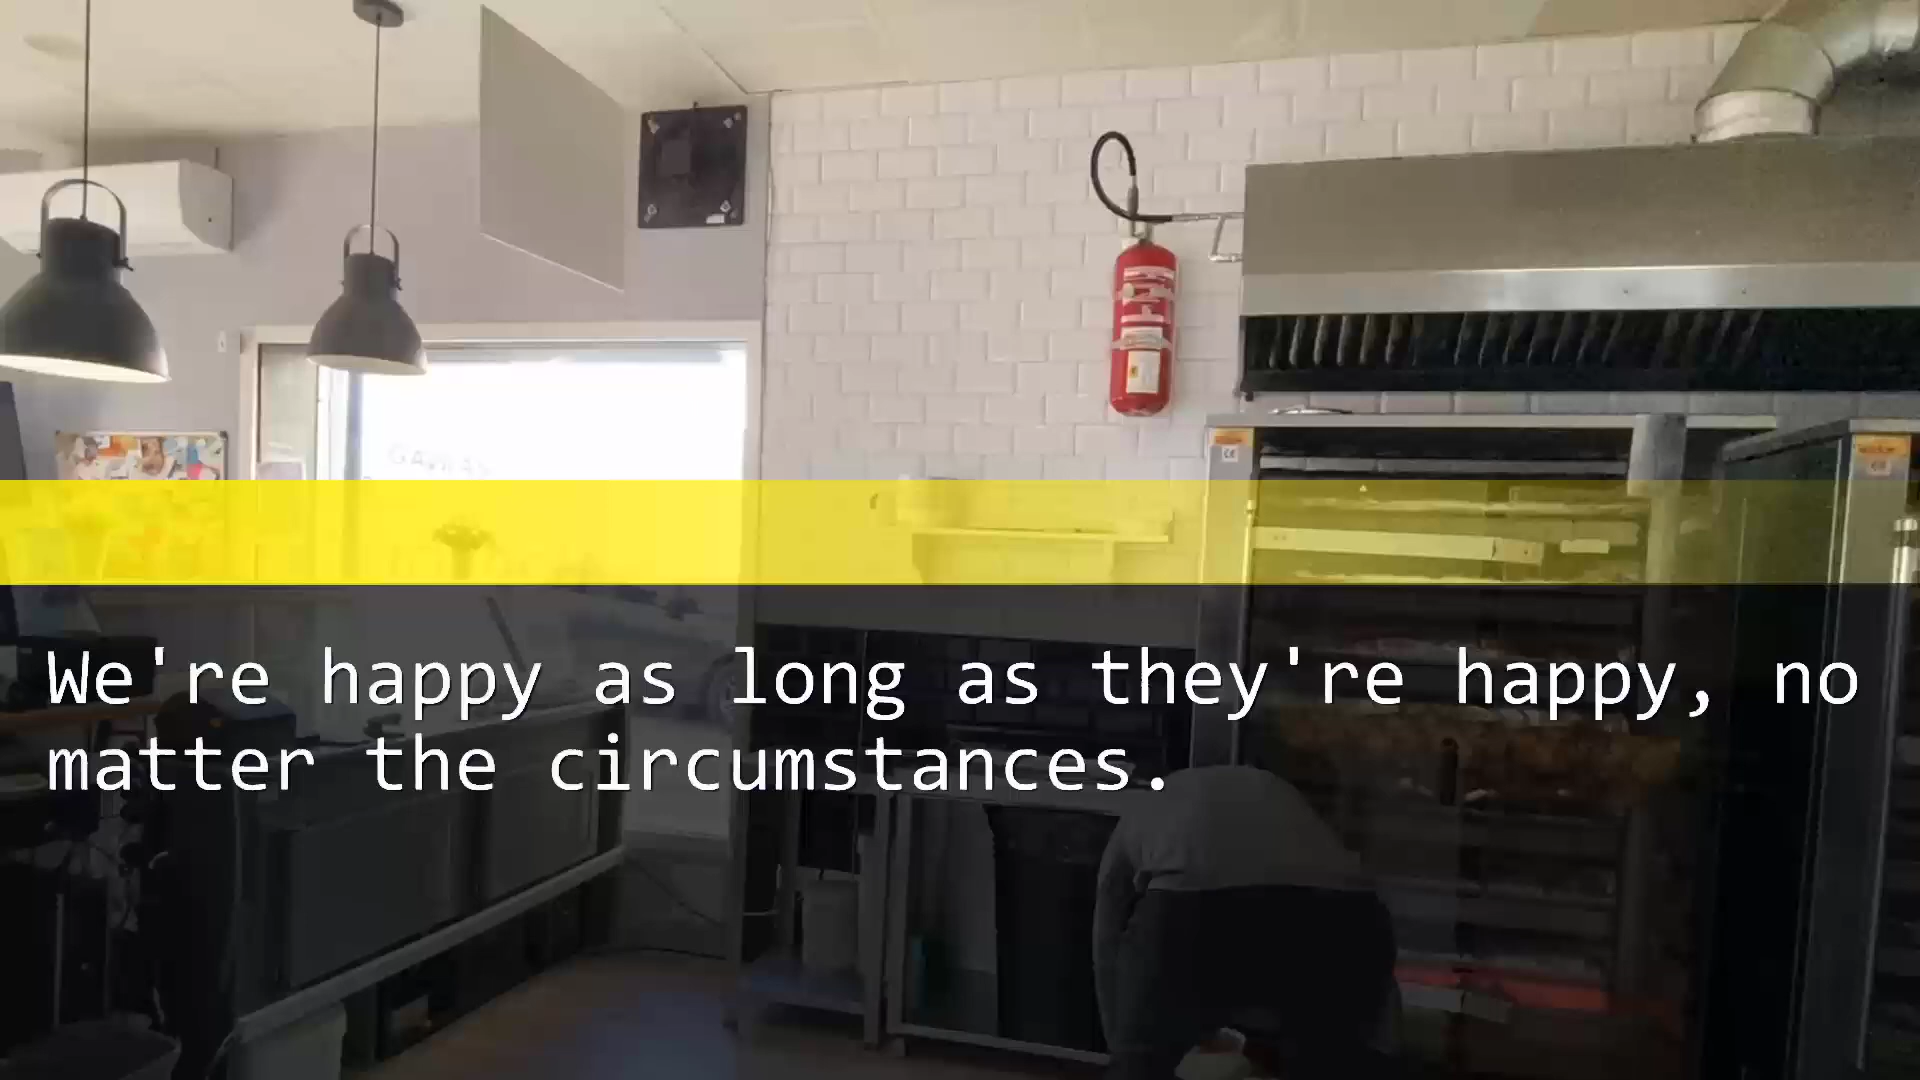 We're happy as long as they're happy, no
matter the circumstances.